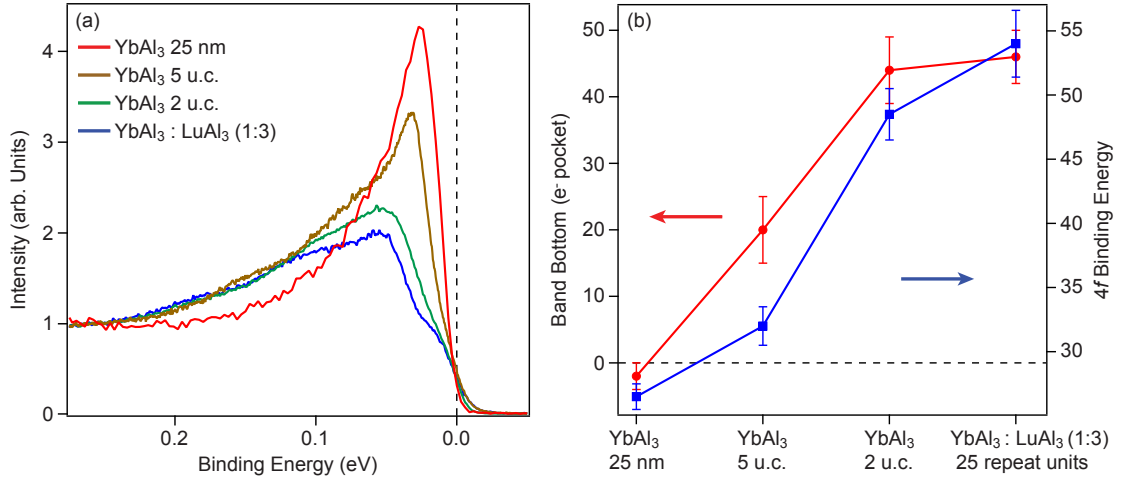 (a)
YbAl₃ 25 nm
YbAl₃ 5 u.c.
YbAl₃ 2 u.c.
YbAl₃ : LuAl₃ (1:3)
Intensity (arb. Units)
4
3
2
1
0
0.2
0.1
0.0
Binding Energy (eV)
(b)
Band Bottom (e⁻ pocket)
50
40
30
20
10
0
55
50
45
40
35
30
4f Binding Energy
YbAl₃
25 nm
YbAl₃
5 u.c.
YbAl₃
2 u.c.
YbAl₃ : LuAl₃ (1:3)
25 repeat units